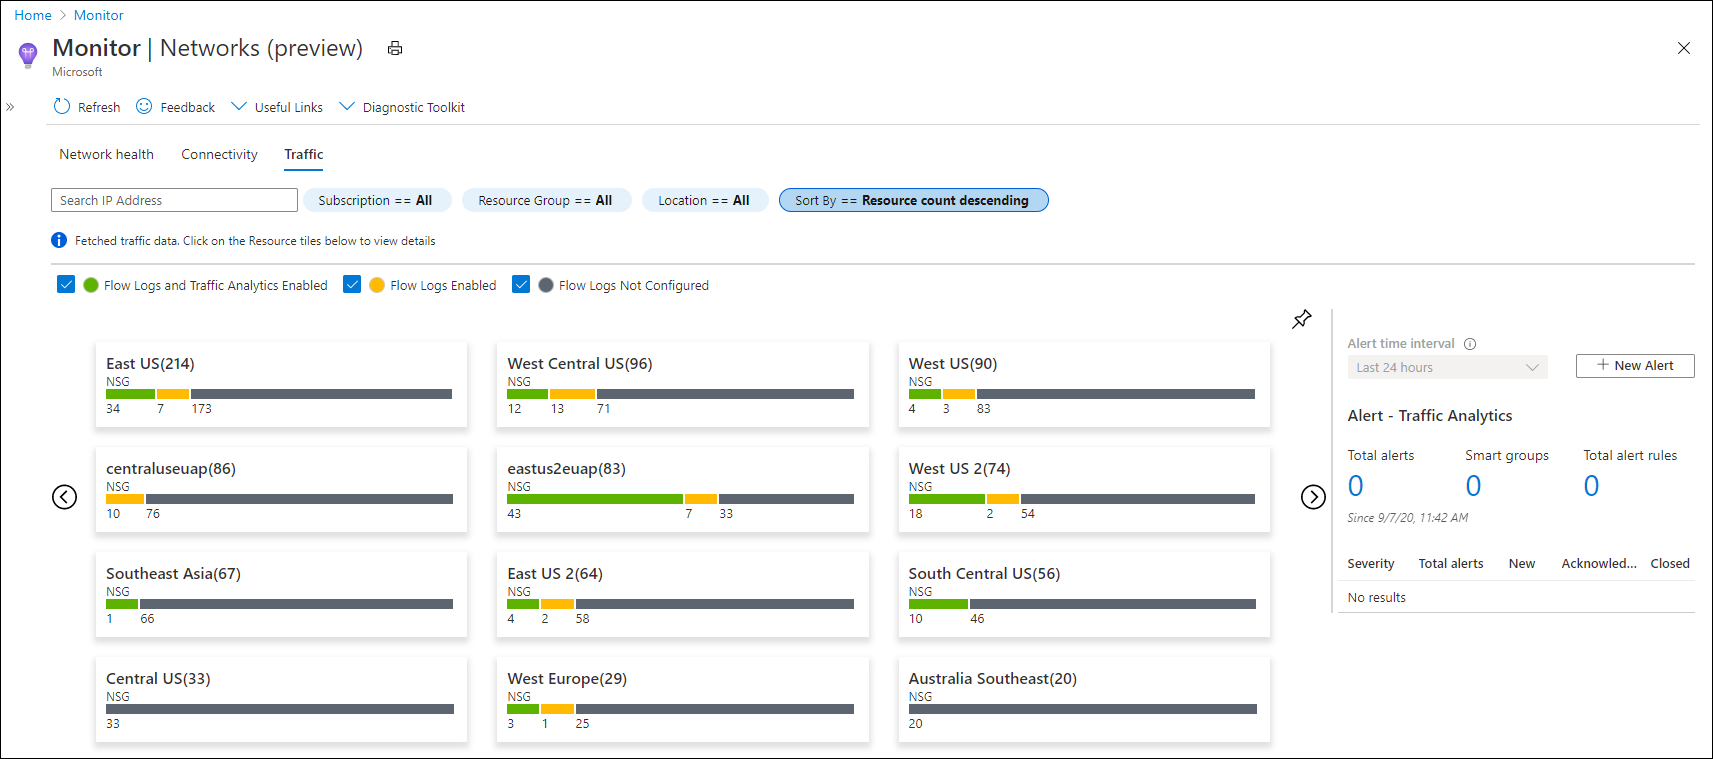 Home > Monitor
Monitor | Networks (preview)
Microsoft
Refresh Feedback Useful Links Diagnostic Toolkit
Network health Connectivity Traffic
Search IP Address Subscription == All Resource Group == All Location == All Sort By == Resource count descending
Fetched traffic data. Click on the Resource tiles below to view details
Flow Logs and Traffic Analytics Enabled Flow Logs Enabled Flow Logs Not Configured
East US(214)
NSG
34 7 173
West Central US(96)
NSG
12 13 71
West US(90)
NSG
4 3 83
centraluseuap(86)
NSG
10 76
eastus2euap(83)
NSG
43 7 33
West US 2(74)
NSG
18 2 54
Southeast Asia(67)
NSG
1 66
East US 2(64)
NSG
4 2 58
South Central US(56)
NSG
10 46
Central US(33)
NSG
33
West Europe(29)
NSG
3 1 25
Australia Southeast(20)
NSG
20
Alert time interval
Last 24 hours
+ New Alert
Alert - Traffic Analytics
Total alerts Smart groups Total alert rules
0 0 0
Since 9/7/20, 11:42 AM
Severity Total alerts New Acknowled... Closed
No results